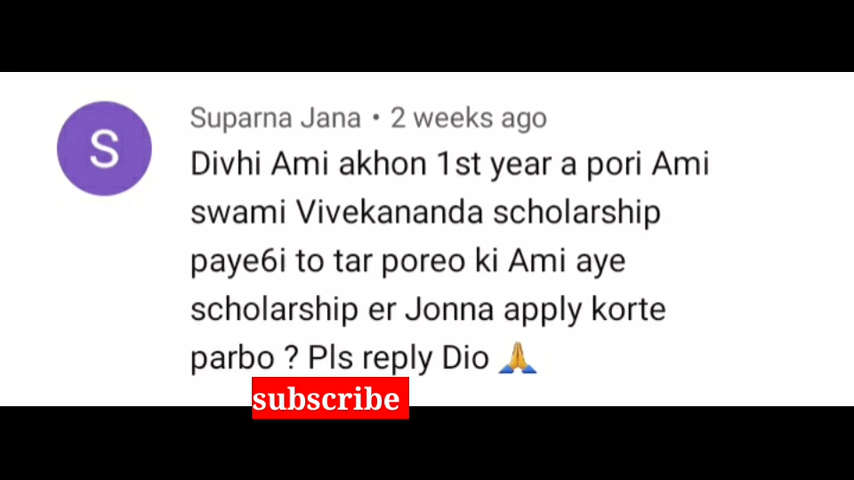 S
Suparna Jana • 2 weeks ago
Divhi Ami akhon 1st year a pori Ami
swami Vivekananda scholarship
paye6i to tar poreo ki Ami aye
scholarship er Jonna apply korte
parbo ? Pls reply Dio 🙏
subscribe